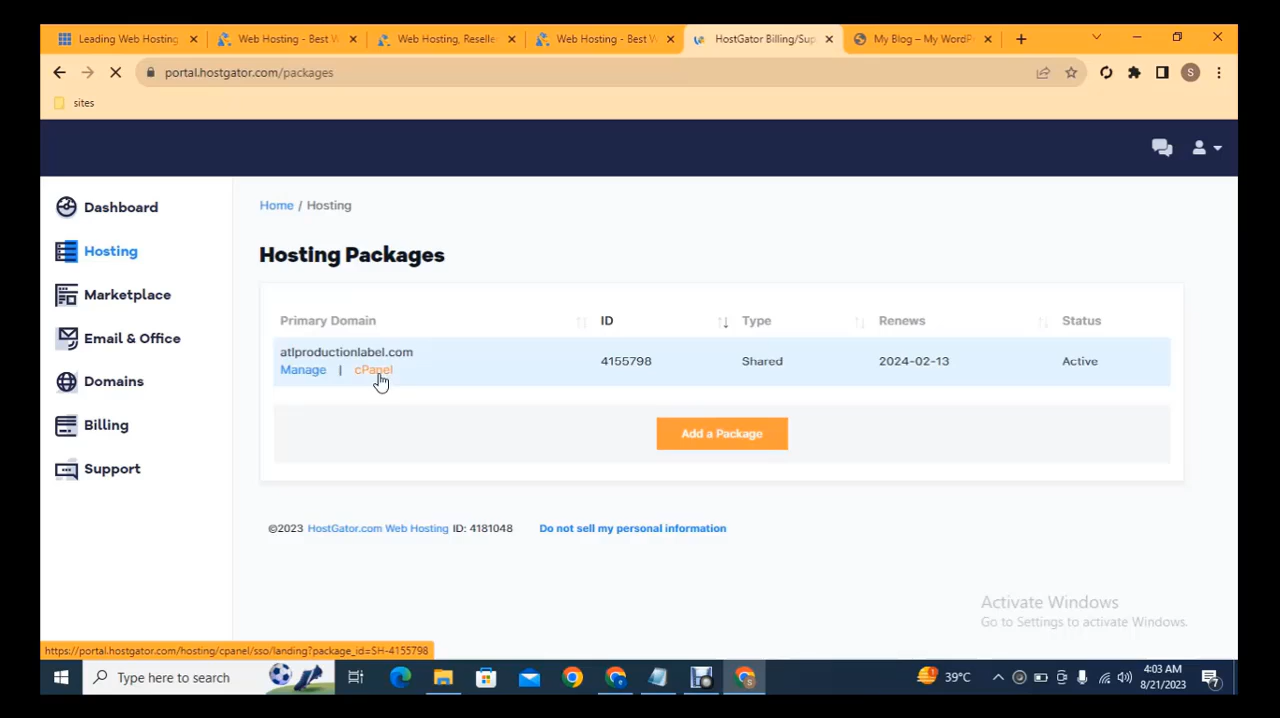 Leading Web Hosting
Web Hosting - Best W
Web Hosting, Reselle
Web Hosting - Best W
HostGator Billing/Sup
My Blog – My WordP
portal.hostgator.com/packages
S
sites
Dashboard
Hosting
Marketplace
Email & Office
Domains
Billing
Support
Home / Hosting
Hosting Packages
Primary Domain ID Type Renews Status
atlproductionlabel.com 4155798 Shared 2024-02-13 Active
Manage | cPanel
Add a Package
©2023 HostGator.com Web Hosting ID: 4181048 Do not sell my personal information
Activate Windows
Go to Settings to activate Windows.
https://portal.hostgator.com/hosting/cpanel/sso/landing?package_id=SH-4155798
Type here to search
S
39°C
4:03 AM
8/21/2023
7